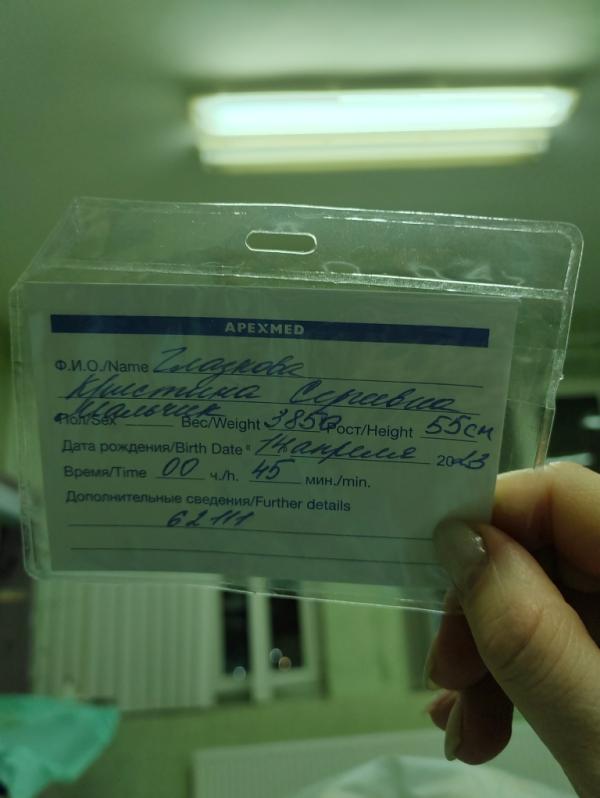 APEXMED
Ф.И.О./Name Глазкова
Кристина Сергеевна
Мальчик
Пол/Sex Вес/Weight 3850 Рост/Height 55см
Дата рождения/Birth Date " 14 апреля 2023
Время/Time 00 ч./h. 45 мин./min.
Дополнительные сведения/Further details
62111